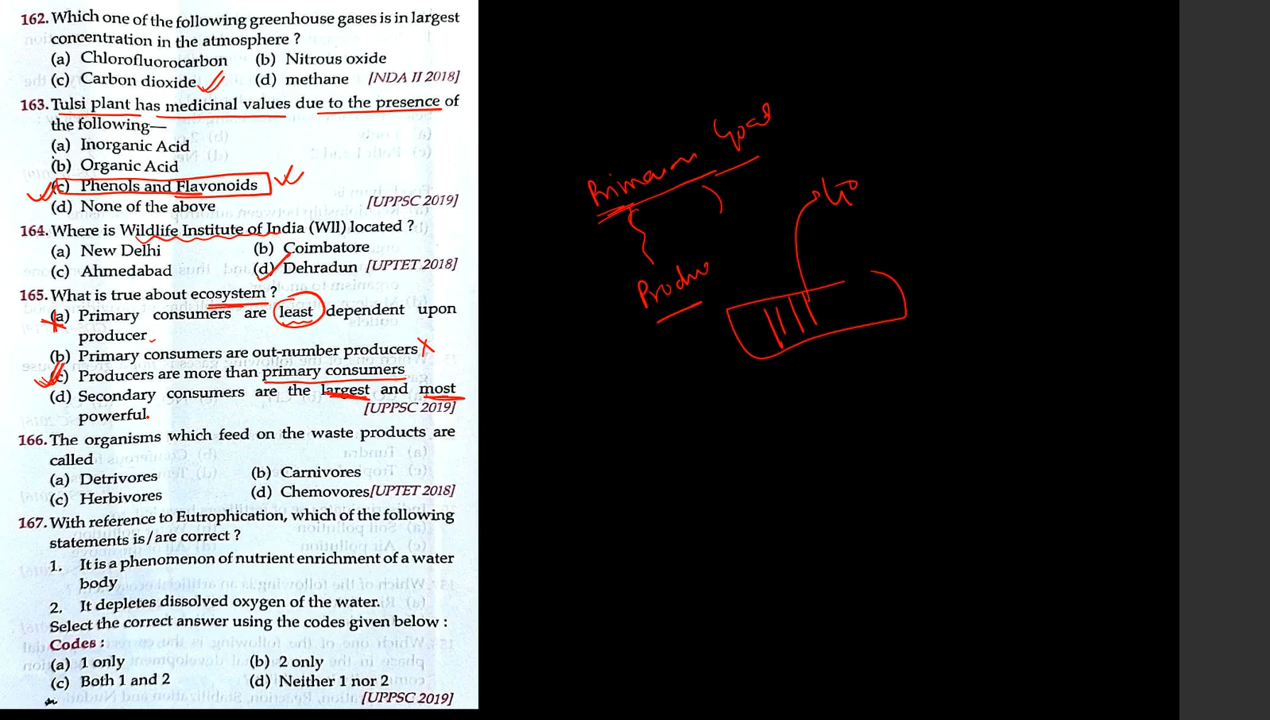 162. Which one of the following greenhouse gases is in largest
concentration in the atmosphere ?
(a) Chlorofluorocarbon (b) Nitrous oxide
(c) Carbon dioxide (d) methane [NDA II 2018]
163. Tulsi plant has medicinal values due to the presence of
the following—
(a) Inorganic Acid
(b) Organic Acid
(c) Phenols and Flavonoids
(d) None of the above [UPPSC 2019]
164. Where is Wildlife Institute of India (WII) located ?
(a) New Delhi (b) Coimbatore
(c) Ahmedabad (d) Dehradun [UPTET 2018]
165. What is true about ecosystem ?
(a) Primary consumers are least dependent upon
producer
(b) Primary consumers are out-number producers
(c) Producers are more than primary consumers
(d) Secondary consumers are the largest and most
powerful. [UPPSC 2019]
166. The organisms which feed on the waste products are
called
(a) Detrivores (b) Carnivores
(c) Herbivores (d) Chemovores [UPTET 2018]
167. With reference to Eutrophication, which of the following
statements is/are correct ?
1. It is a phenomenon of nutrient enrichment of a water
body
2. It depletes dissolved oxygen of the water.
Select the correct answer using the codes given below :
Codes :
(a) 1 only (b) 2 only
(c) Both 1 and 2 (d) Neither 1 nor 2
[UPPSC 2019]
Goat